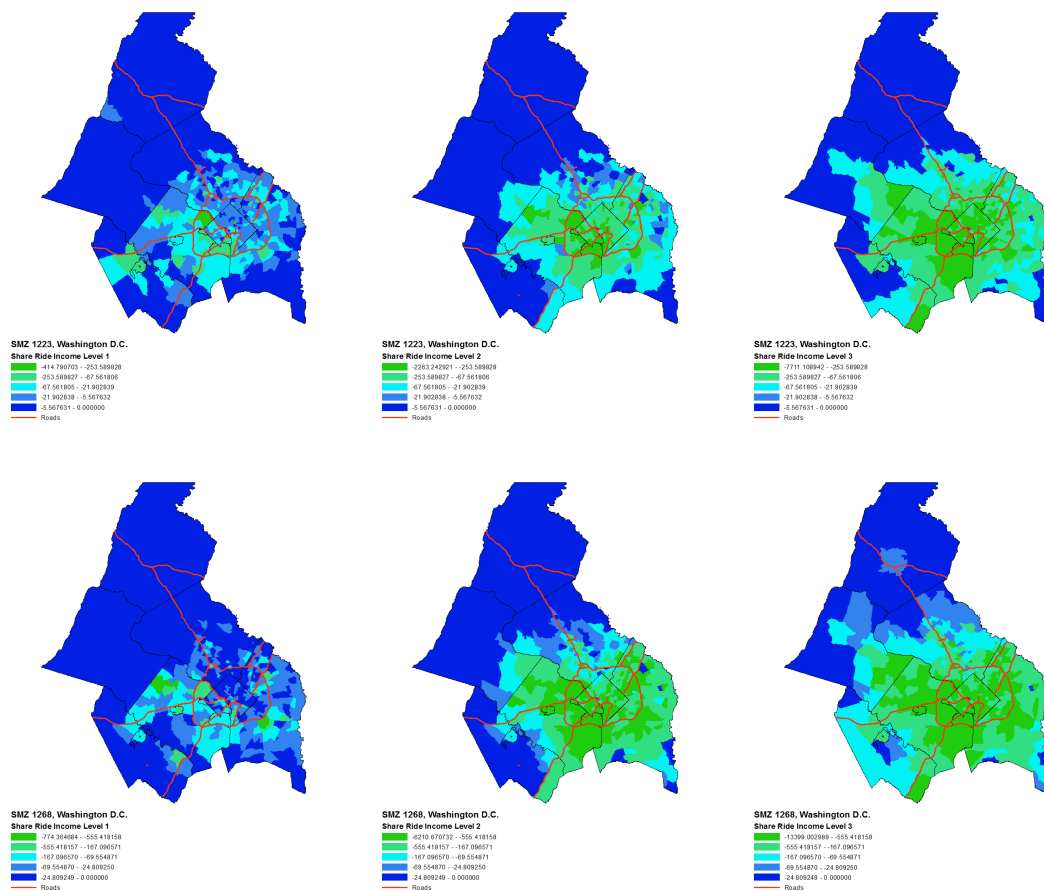 SMZ 1223, Washington D.C.
Share Ride Income Level 1
-414.790703 - -253.589828
-253.589827 - -67.561806
-67.561805 - -21.902839
-21.902838 - -5.567632
-5.567631 - 0.000000
Roads
SMZ 1223, Washington D.C.
Share Ride Income Level 2
-2263.242921 - -253.589828
-253.589827 - -67.561806
-67.561805 - -21.902839
-21.902838 - -5.567632
-5.567631 - 0.000000
Roads
SMZ 1223, Washington D.C.
Share Ride Income Level 3
-7711.108942 - -253.589828
-253.589827 - -67.561806
-67.561805 - -21.902839
-21.902838 - -5.567632
-5.567631 - 0.000000
Roads
SMZ 1268, Washington D.C.
Share Ride Income Level 1
-774.364684 - -555.418158
-555.418157 - -167.096571
-167.096570 - -69.554871
-69.554870 - -24.809250
-24.809249 - 0.000000
Roads
SMZ 1268, Washington D.C.
Share Ride Income Level 2
-6210.670732 - -555.418158
-555.418157 - -167.096571
-167.096570 - -69.554871
-69.554870 - -24.809250
-24.809249 - 0.000000
Roads
SMZ 1268, Washington D.C.
Share Ride Income Level 3
-13399.002989 - -555.418158
-555.418157 - -167.096571
-167.096570 - -69.554871
-69.554870 - -24.809250
-24.809249 - 0.000000
Roads